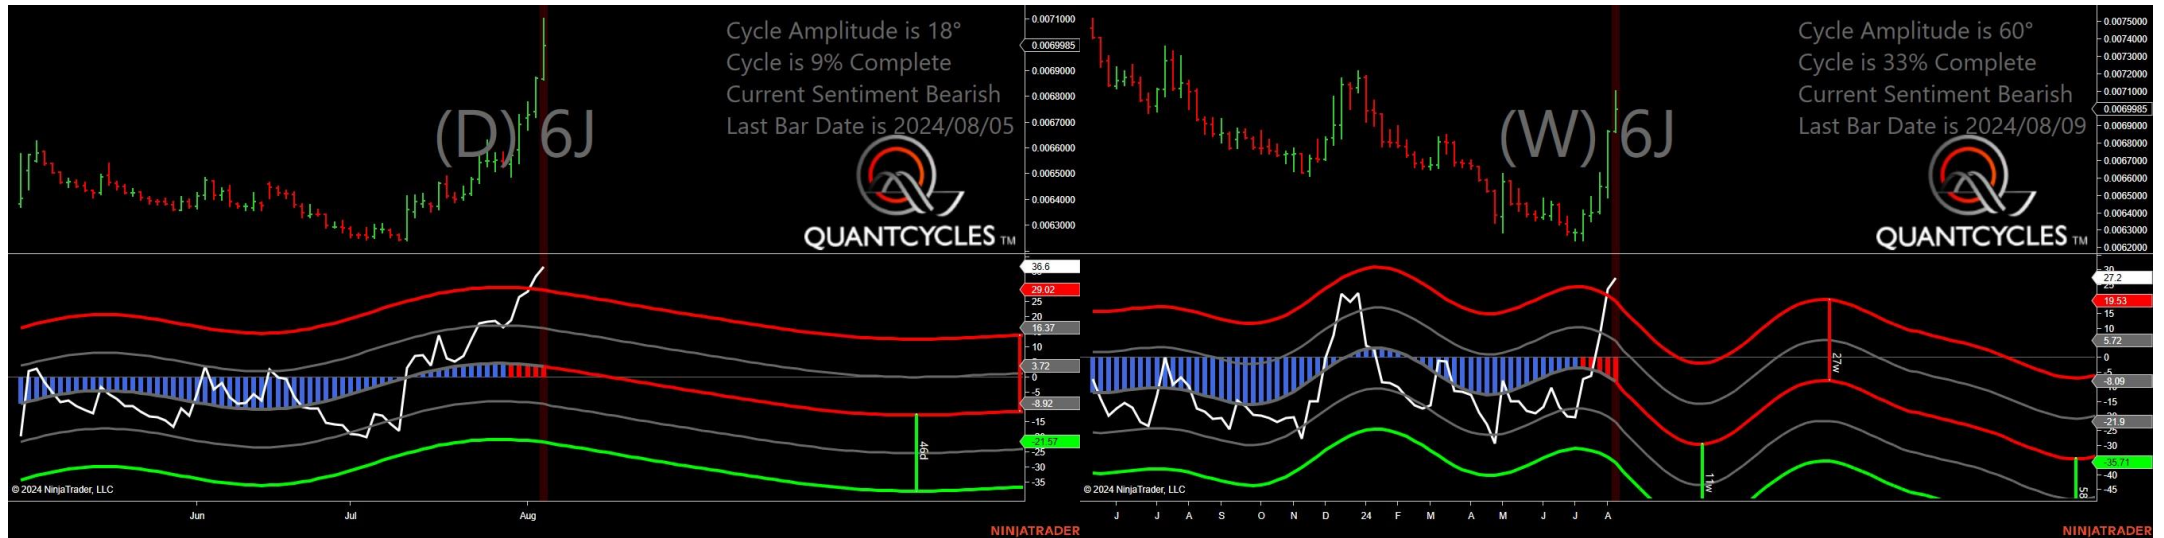 Cycle Amplitude is 18°
Cycle is 9% Complete
Current Sentiment Bearish
Last Bar Date is 2024/08/05
(D) 6J
QUANTCYCLES TM
0.0071000
0.0069985
0.0069000
0.0068000
0.0067000
0.0066000
0.0065000
0.0064000
0.0063000
36.6
29.02
25
20
16.37
10
3.72
0
-5
-8.92
-15
-21.57
-25
-30
-35
46d
© 2024 NinjaTrader, LLC
Jun
Jul
Aug
NINJATRADER
Cycle Amplitude is 60°
Cycle is 33% Complete
Current Sentiment Bearish
Last Bar Date is 2024/08/09
(W) 6J
QUANTCYCLES TM
0.0075000
0.0074000
0.0073000
0.0072000
0.0071000
0.0069985
0.0069000
0.0068000
0.0067000
0.0066000
0.0065000
0.0064000
0.0063000
0.0062000
30
27.2
25
19.53
15
10
5.72
0
-5
-8.09
-15
-21.9
-25
-30
-35.71
-40
-45
27w
11w
58
© 2024 NinjaTrader, LLC
J
J
A
S
O
N
D
24
F
M
A
M
J
J
A
NINJATRADER